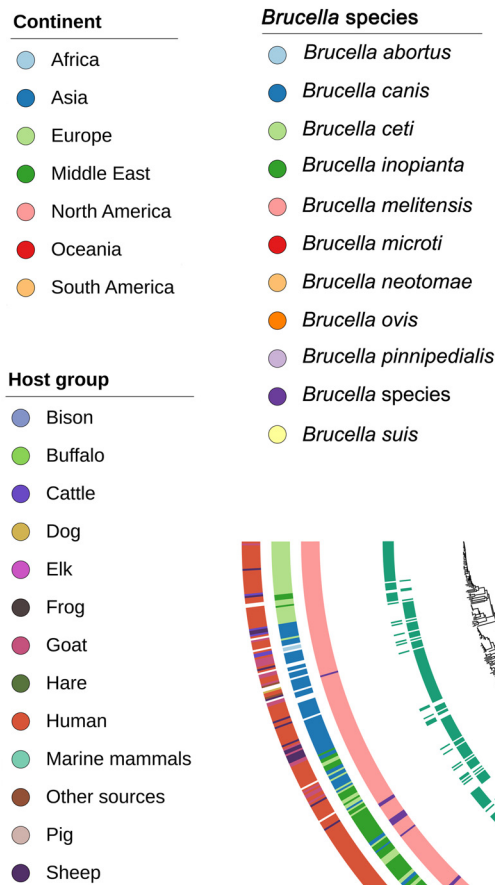 Continent
Africa
Asia
Europe
Middle East
North America
Oceania
South America
Brucella species
Brucella abortus
Brucella canis
Brucella ceti
Brucella inopianta
Brucella melitensis
Brucella microti
Brucella neotomae
Brucella ovis
Brucella pinnipedialis
Brucella species
Brucella suis
Host group
Bison
Buffalo
Cattle
Dog
Elk
Frog
Goat
Hare
Human
Marine mammals
Other sources
Pig
Sheep